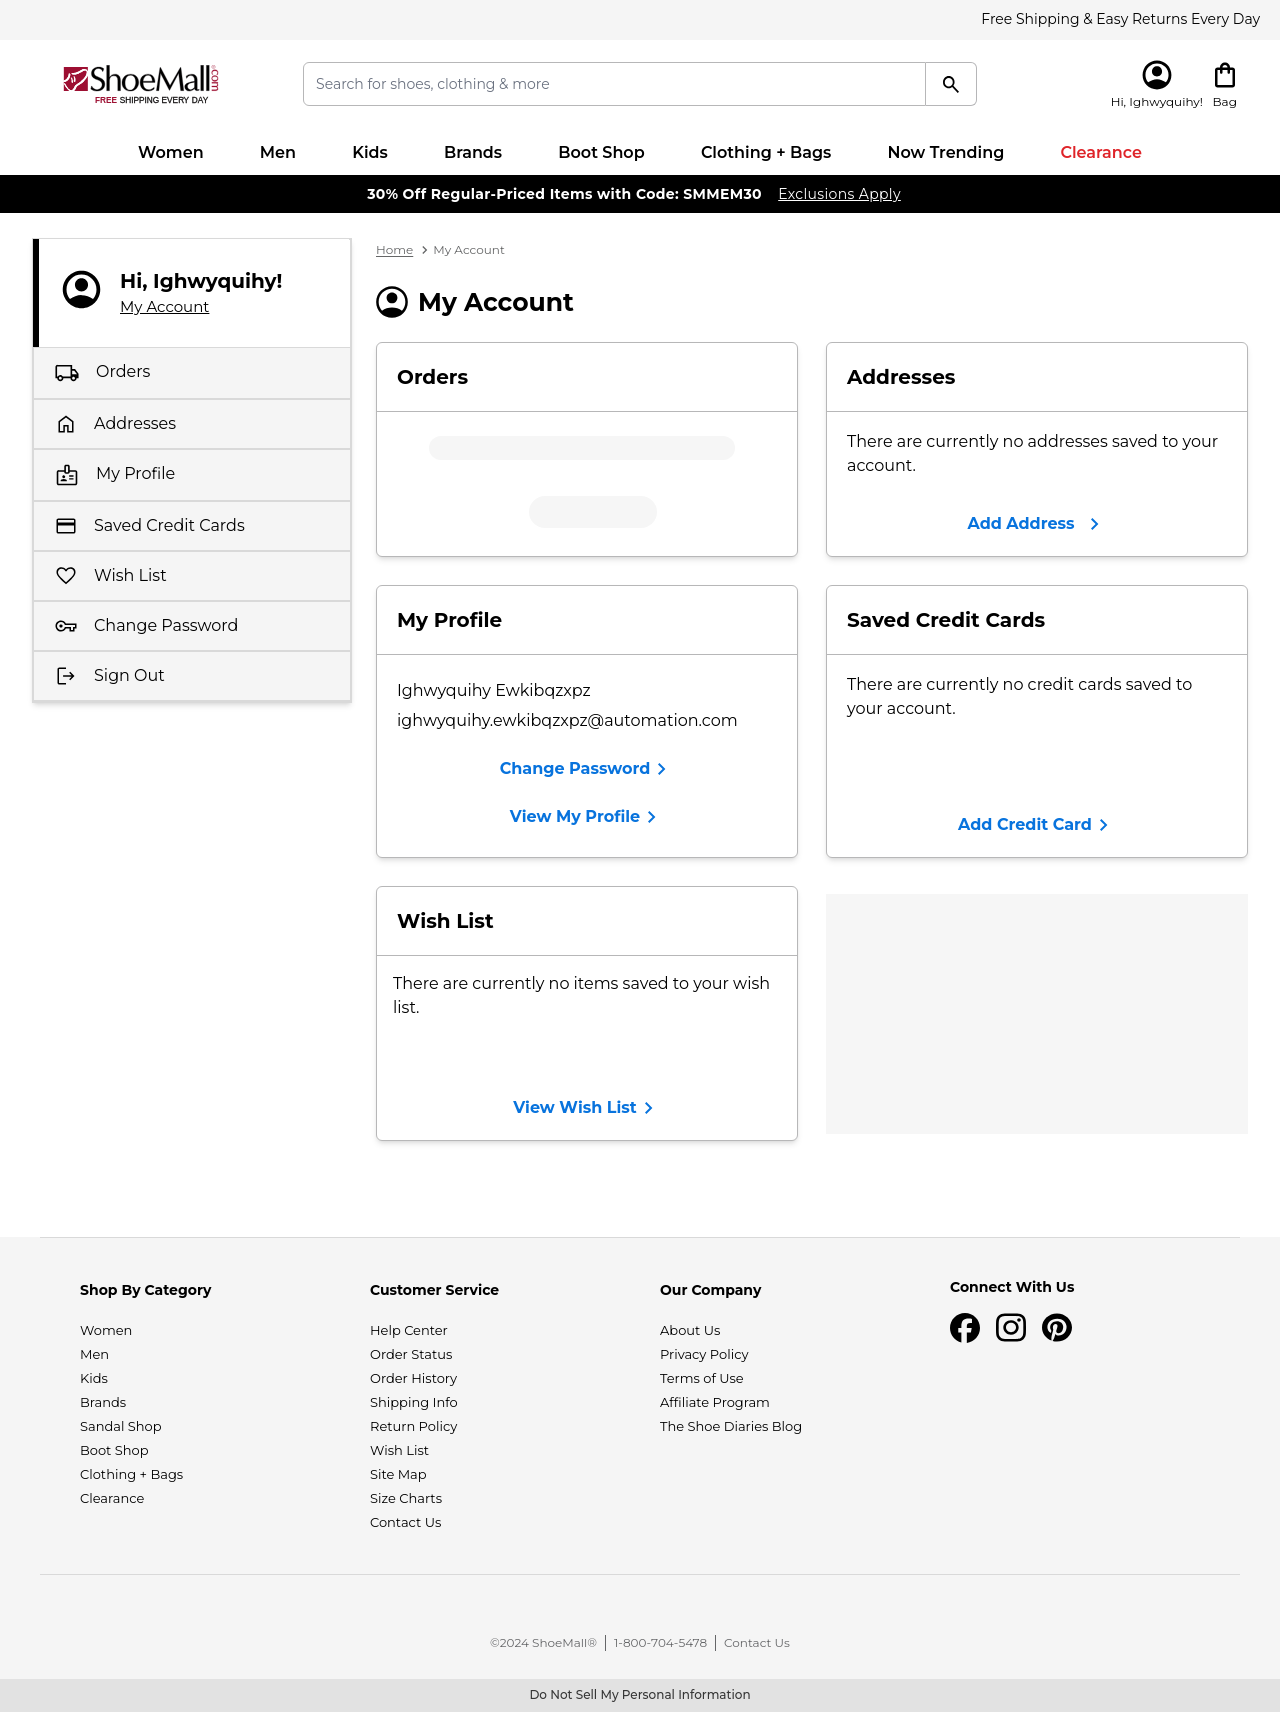 Free Shipping & Easy Returns Every Day
ShoeMall.com
FREE SHIPPING EVERY DAY
Search for shoes, clothing & more
Hi, Ighwyquihy!
Bag
Women
Men
Kids
Brands
Boot Shop
Clothing + Bags
Now Trending
Clearance
30% Off Regular-Priced Items with Code: SMMEM30 Exclusions Apply
Hi, Ighwyquihy!
My Account
Orders
Addresses
My Profile
Saved Credit Cards
Wish List
Change Password
Sign Out
Home > My Account
My Account
Orders
Addresses
There are currently no addresses saved to your
account.
Add Address
My Profile
Ighwyquihy Ewkibqzxpz
ighwyquihy.ewkibqzxpz@automation.com
Change Password
View My Profile
Saved Credit Cards
There are currently no credit cards saved to
your account.
Add Credit Card
Wish List
There are currently no items saved to your wish
list.
View Wish List
Shop By Category
Women
Men
Kids
Brands
Sandal Shop
Boot Shop
Clothing + Bags
Clearance
Customer Service
Help Center
Order Status
Order History
Shipping Info
Return Policy
Wish List
Site Map
Size Charts
Contact Us
Our Company
About Us
Privacy Policy
Terms of Use
Affiliate Program
The Shoe Diaries Blog
Connect With Us
©2024 ShoeMall® | 1-800-704-5478 | Contact Us
Do Not Sell My Personal Information